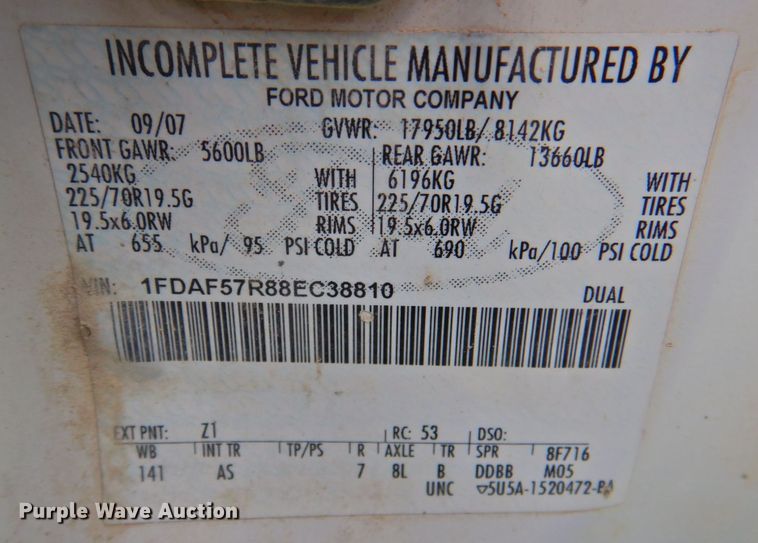 INCOMPLETE VEHICLE MANUFACTURED BY
FORD MOTOR COMPANY
DATE: 09/07 GVWR: 17950LB/ 8142KG
FRONT GAWR: 5600LB REAR GAWR: 13660LB
2540KG WITH 6196KG WITH
225/70R19.5G TIRES 225/70R19.5G TIRES
19.5x6.0RW RIMS 19.5x6.0RW RIMS
AT 655 kPa/ 95 PSI COLD AT 690 kPa/100 PSI COLD
VIN: 1FDAF57R88EC38810 DUAL
EXT PNT: Z1 RC: 53 DSO:
WB INT TR TP/PS R AXLE TR SPR 8F716
141 AS 7 8L B DDBB M05
UNC ▽5U5A-1520472-BA
Purple Wave Auction